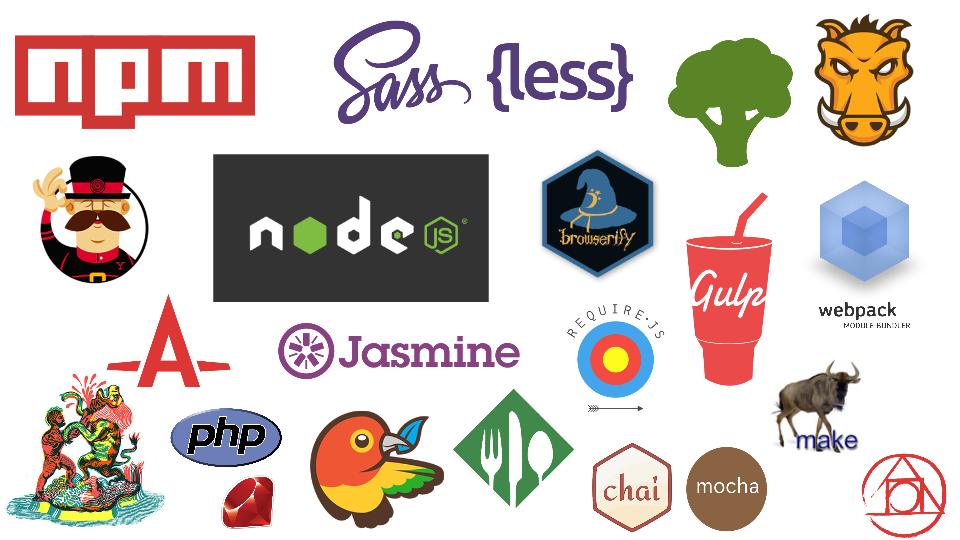 npm
Sass
{less}
node
JS
®
browserify
Gulp
webpack
MODULE BUNDLER
Y
A
REQUIRE·JS
Jasmine
php
make
chai
mocha